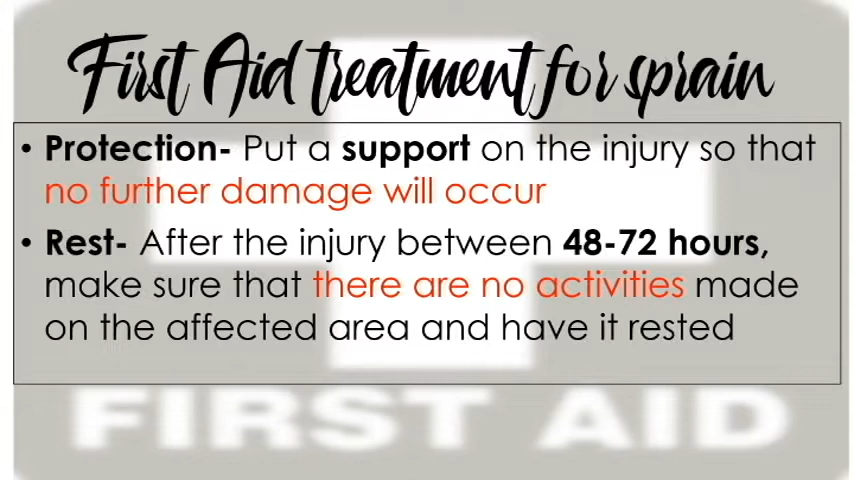 First Aid treatment for sprain
• Protection- Put a support on the injury so that
no further damage will occur
• Rest- After the injury between 48-72 hours,
make sure that there are no activities made
on the affected area and have it rested
FIRST AID